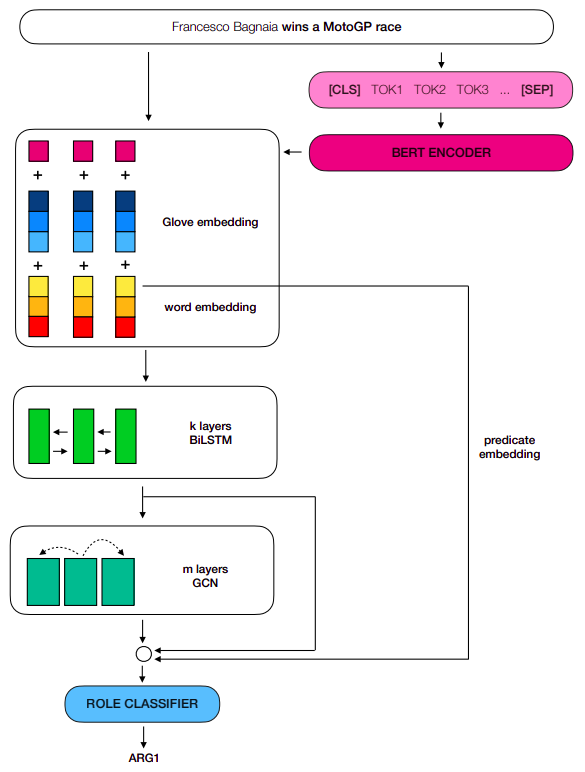 Francesco Bagnaia wins a MotoGP race
[CLS] TOK1 TOK2 TOK3 ... [SEP]
BERT ENCODER
+ + +
Glove embedding
+ + +
word embedding
k layers
BiLSTM
predicate
embedding
m layers
GCN
ROLE CLASSIFIER
ARG1